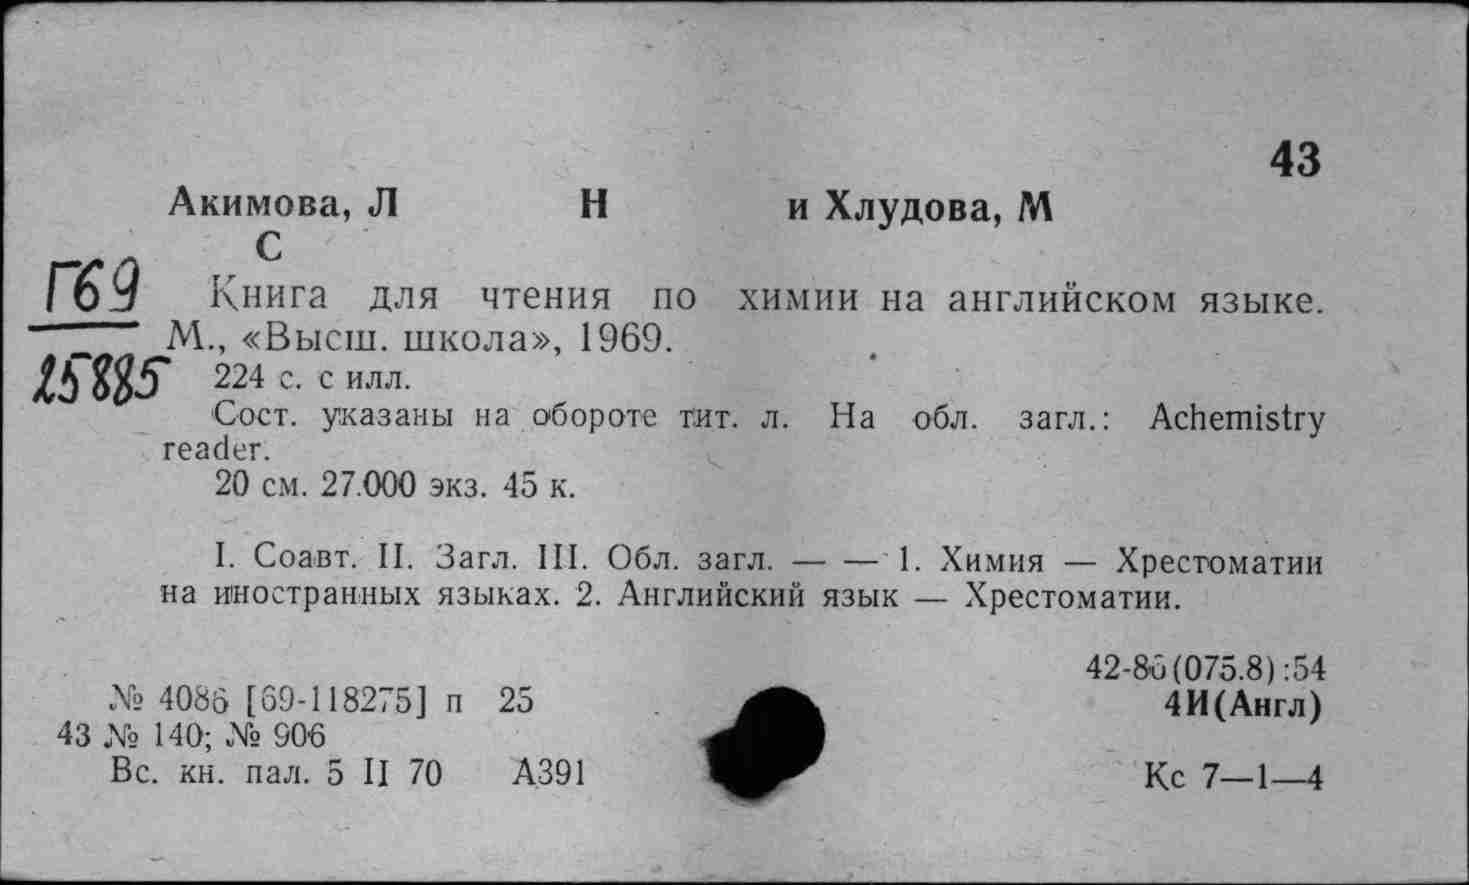 43
Акимова, Л Н и Хлудова, М
С
Г69
15885
Книга для чтения по химии на английском языке.
М., «Высш. школа», 1969.
224 с. с илл.
Сост. указаны на обороте тит. л. На обл. загл.: Achemistry
reader.
20 см. 27.000 экз. 45 к.
I. Соавт. II. Загл. III. Обл. загл. — — 1. Химия — Хрестоматии
на иностранных языках. 2. Английский язык — Хрестоматии.
42-86(075.8):54
№ 4086 [69-118275] п 25
4И(Англ)
43 № 140; № 906
Вс. кн. пал. 5 II 70 А391
Кс 7—1—4